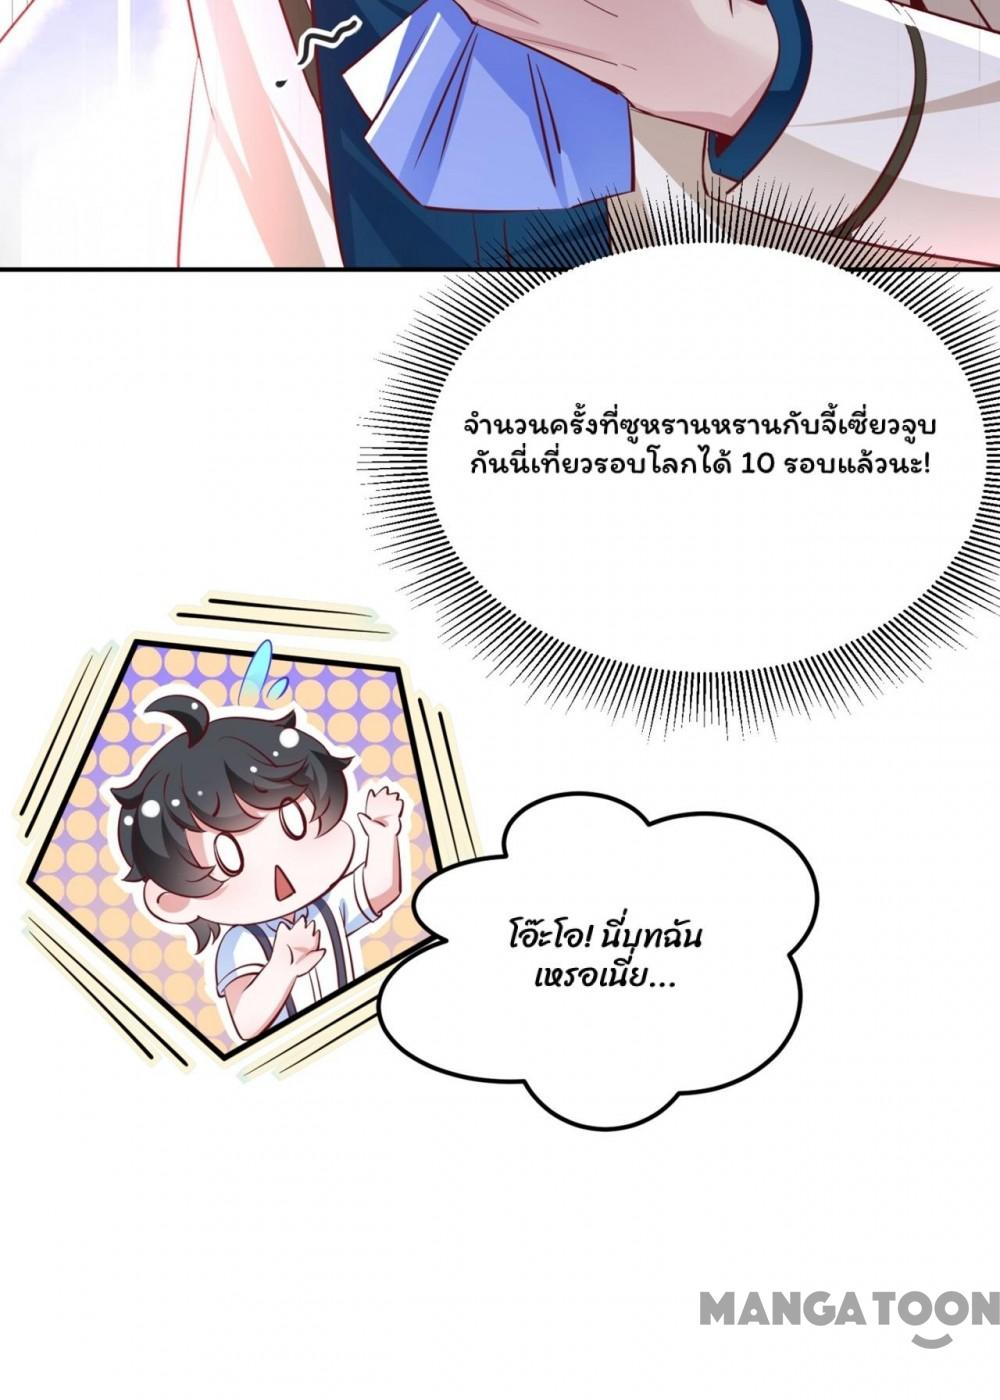 จำนวนครั้งที่ซูหรานหรานกับจี้เซี่ยวจูบ
กันนี่เที่ยวรอบโลกได้ 10 รอบแล้วนะ!
โอ๊ะโอ! นี่บทฉัน
เหรอเนี่ย...
MANGATOON